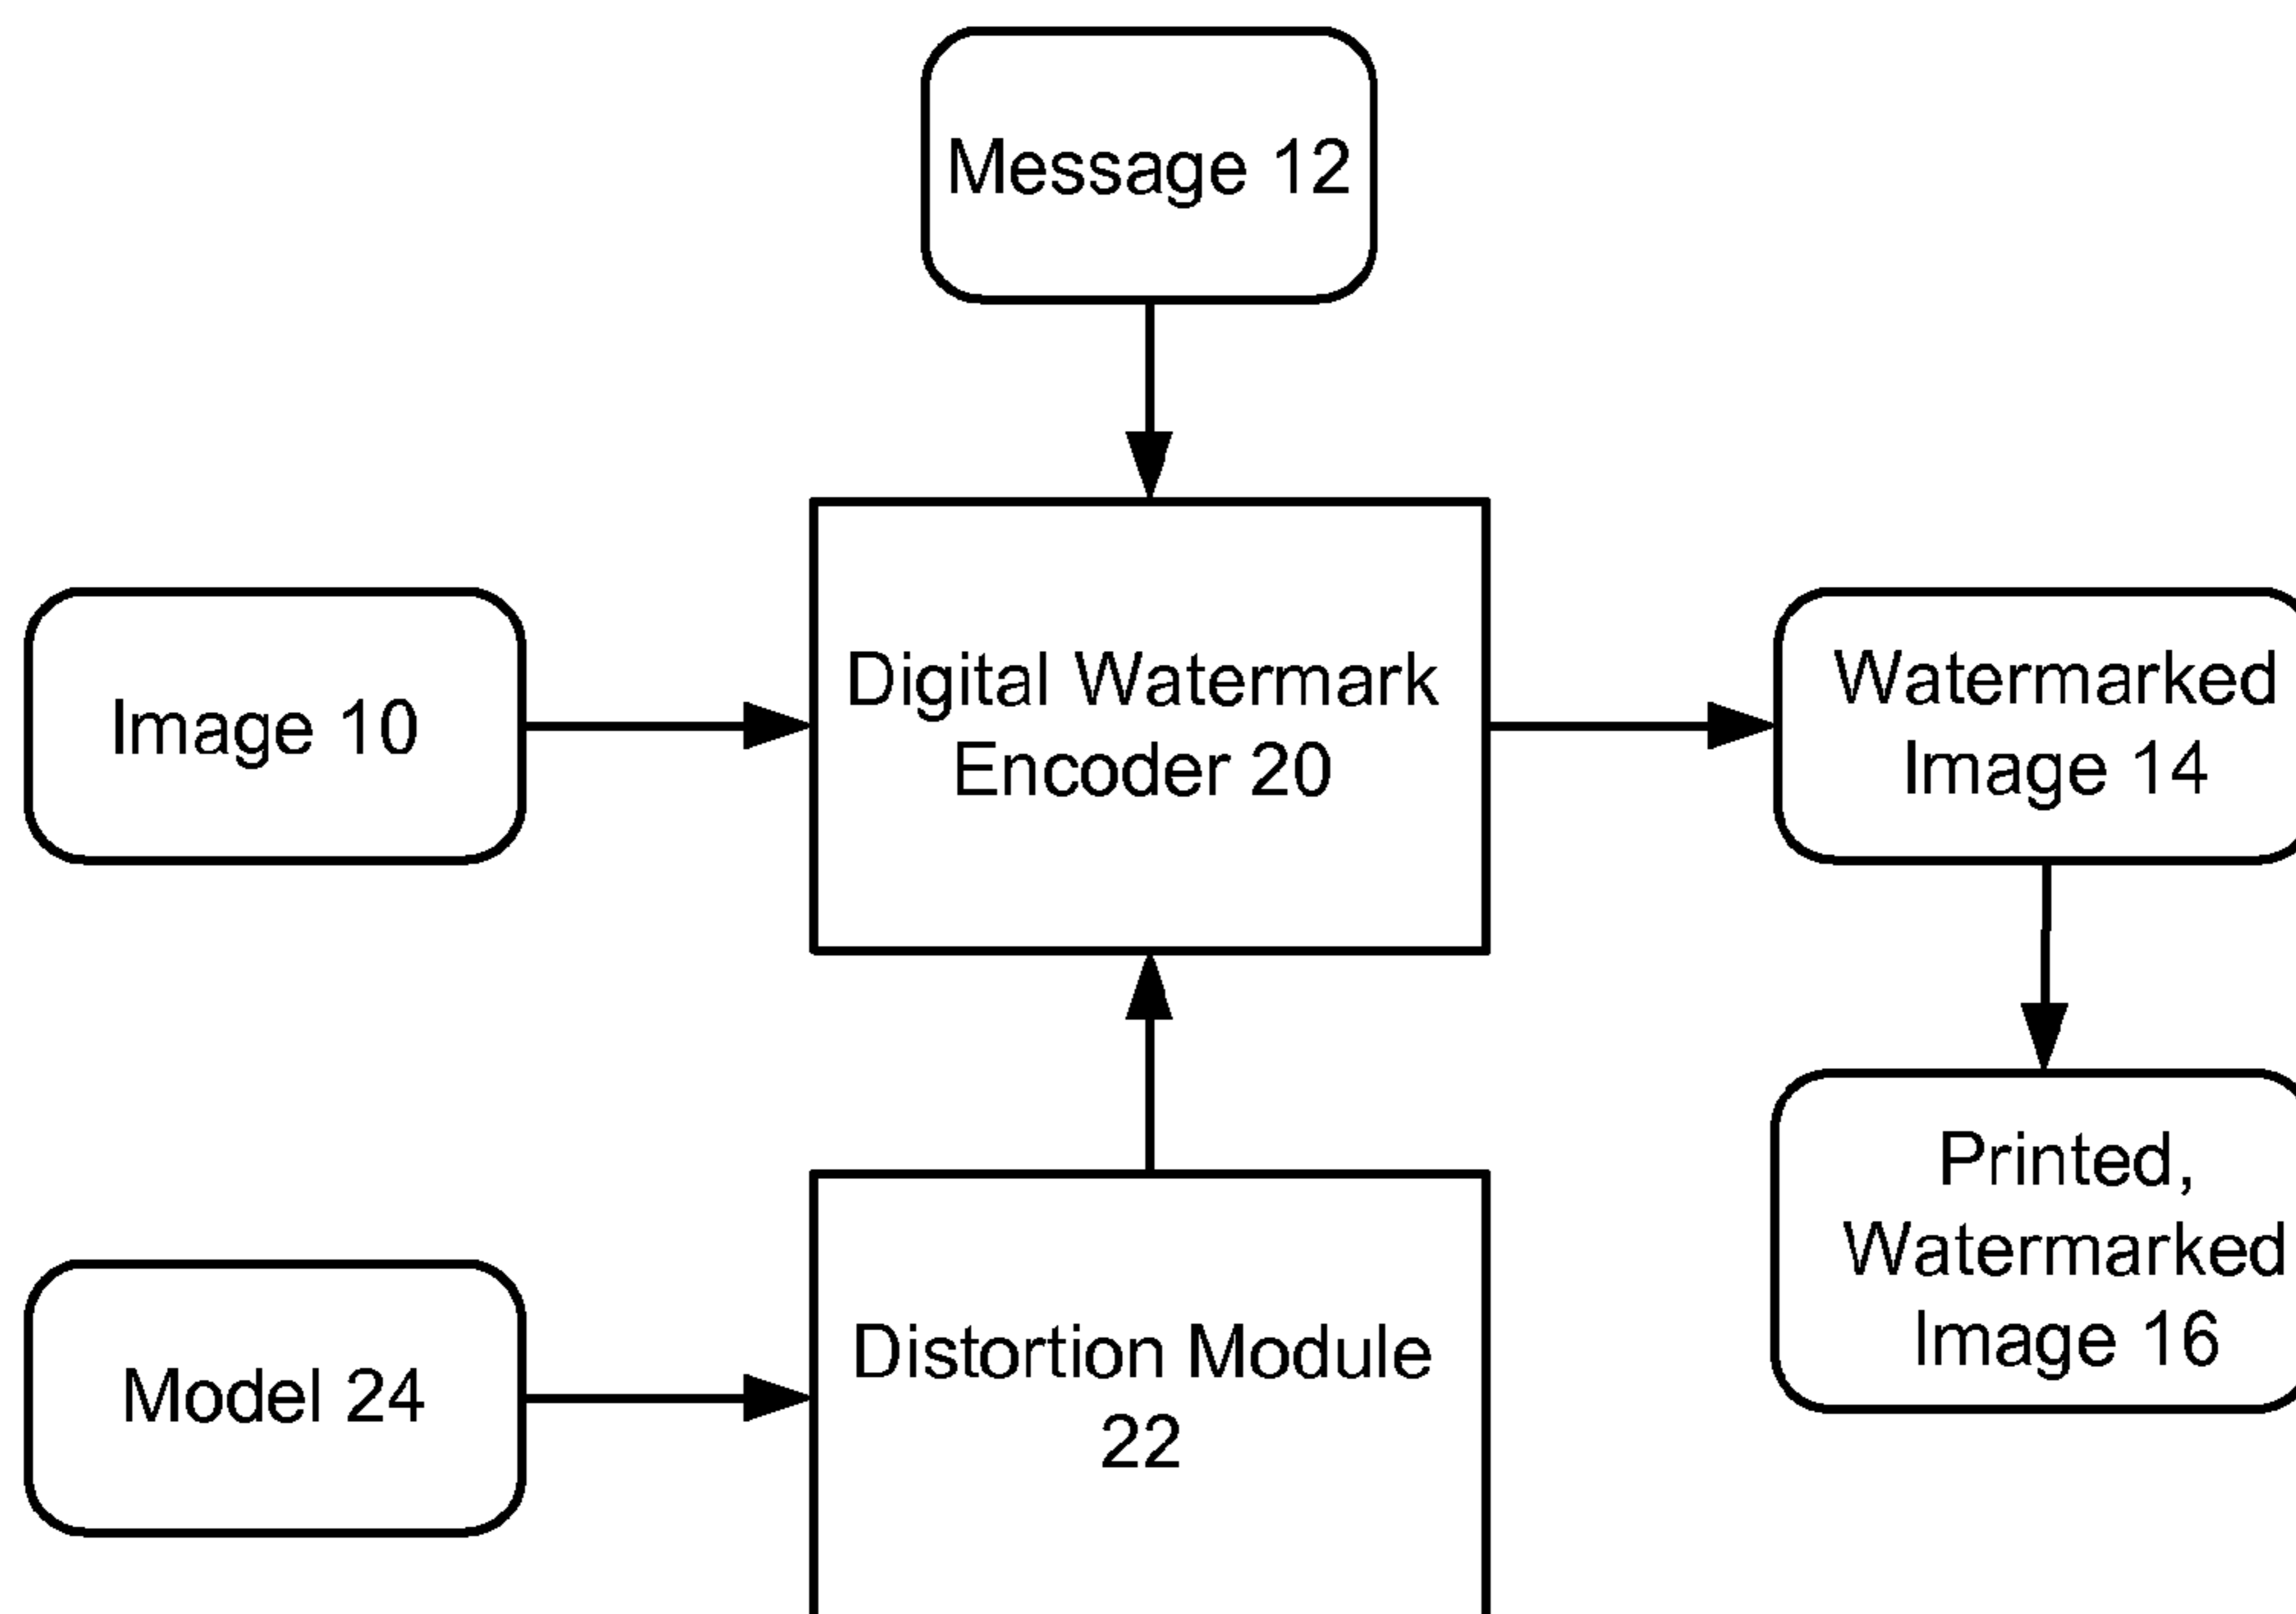 Message 12
Image 10
Digital Watermark
Encoder 20
Watermarked
Image 14
Printed,
Watermarked
Image 16
Model 24
Distortion Module
22